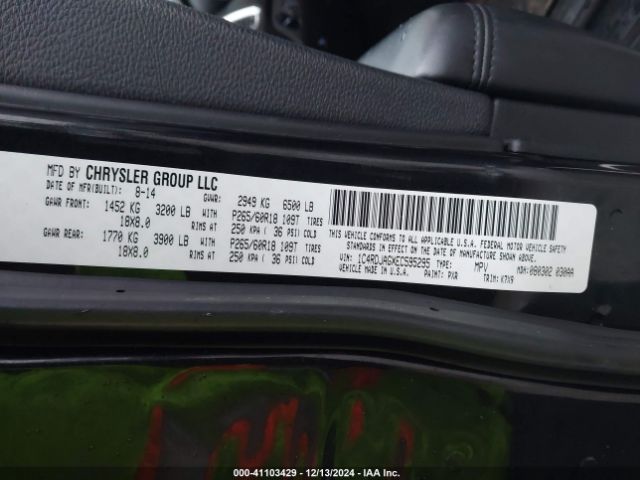 MFD BY CHRYSLER GROUP LLC
DATE OF MFR(BUILT): 8-14 GVWR: 2949 KG 6500 LB
GAWR FRONT: 1452 KG 3200 LB WITH P265/60R18 109T TIRES
18X8.0 RIMS AT 250 KPA ( 36 PSI) COLD
GAWR REAR: 1770 KG 3900 LB WITH P265/60R18 109T TIRES
18X8.0 RIMS AT 250 KPA ( 36 PSI) COLD
THIS VEHICLE CONFORMS TO ALL APPLICABLE U.S.A. FEDERAL MOTOR VEHICLE SAFETY
STANDARDS IN EFFECT ON THE DATE OF MANUFACTURE SHOWN ABOVE.
VIN: 1C4RDJAGXEC595295 TYPE: MPV MDH: 080302 0309A
VEHICLE MADE IN U.S.A. PAINT: PXR TRIM: K7X9
000-41103429 - 12/13/2024 - IAA Inc.